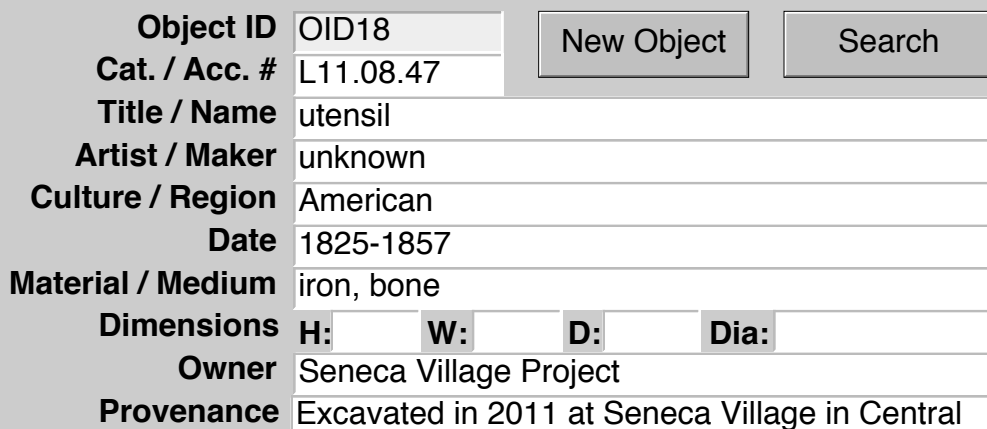 Object ID OID18 New Object Search
Cat. / Acc. # L11.08.47
Title / Name utensil
Artist / Maker unknown
Culture / Region American
Date 1825-1857
Material / Medium iron, bone
Dimensions H: W: D: Dia:
Owner Seneca Village Project
Provenance Excavated in 2011 at Seneca Village in Central